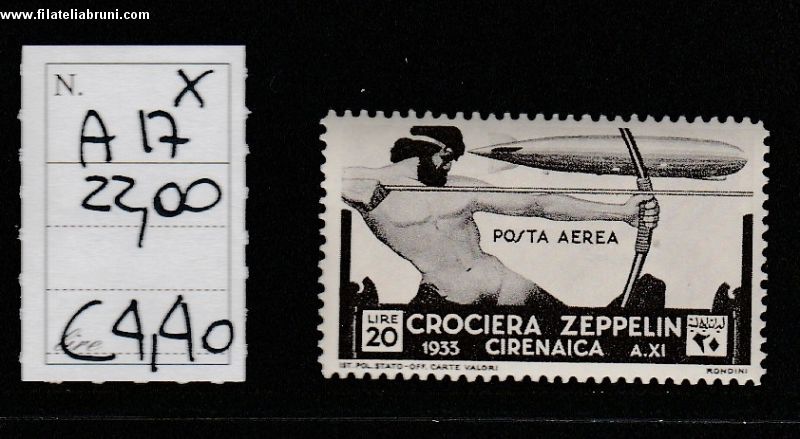 www.filateliabruni.com
N.
X
A 17
22,00
€4,40
lire
POSTA AEREA
LIRE
20
CROCIERA ZEPPELIN
1933 CIRENAICA A.XI
٢٠
IST. POL. STATO-OFF. CARTE VALORI
RONDINI